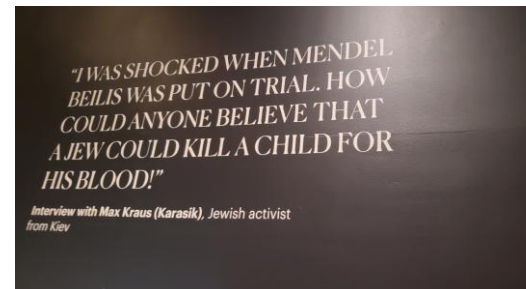 “I WAS SHOCKED WHEN MENDEL
BEILIS WAS PUT ON TRIAL. HOW
COULD ANYONE BELIEVE THAT
A JEW COULD KILL A CHILD FOR
HIS BLOOD!”
Interview with Max Kraus (Karasik), Jewish activist
from Kiev